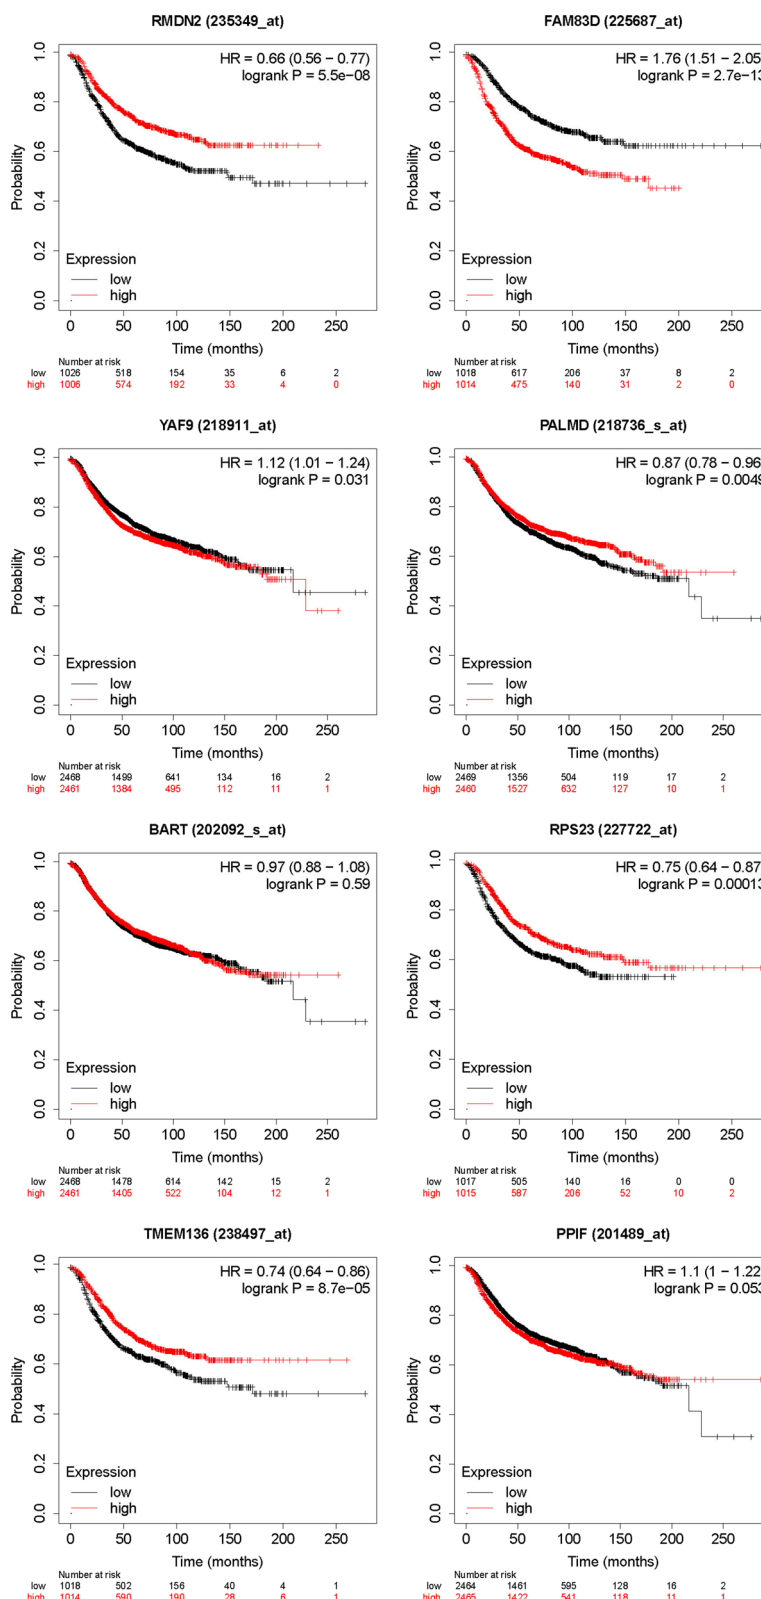 RMDN2 (235349_at)
HR = 0.66 (0.56 − 0.77)
logrank P = 5.5e−08
Probability
0.0 0.2 0.4 0.6 0.8 1.0
Expression
low
high
0 50 100 150 200 250
Time (months)
Number at risk
low 1026 518 154 35 6 2
high 1006 574 192 33 4 0
FAM83D (225687_at)
HR = 1.76 (1.51 − 2.05
logrank P = 2.7e−13
Probability
0.0 0.2 0.4 0.6 0.8 1.0
Expression
low
high
0 50 100 150 200 250
Time (months)
Number at risk
low 1018 617 206 37 8 2
high 1014 475 140 31 2 0
YAF9 (218911_at)
HR = 1.12 (1.01 − 1.24)
logrank P = 0.031
Probability
0.0 0.2 0.4 0.6 0.8 1.0
Expression
low
high
0 50 100 150 200 250
Time (months)
Number at risk
low 2468 1499 641 134 16 2
high 2461 1384 495 112 11 1
PALMD (218736_s_at)
HR = 0.87 (0.78 − 0.96
logrank P = 0.0049
Probability
0.0 0.2 0.4 0.6 0.8 1.0
Expression
low
high
0 50 100 150 200 250
Time (months)
Number at risk
low 2469 1356 504 119 17 2
high 2460 1527 632 127 10 1
BART (202092_s_at)
HR = 0.97 (0.88 − 1.08)
logrank P = 0.59
Probability
0.0 0.2 0.4 0.6 0.8 1.0
Expression
low
high
0 50 100 150 200 250
Time (months)
Number at risk
low 2468 1478 614 142 15 2
high 2461 1405 522 104 12 1
RPS23 (227722_at)
HR = 0.75 (0.64 − 0.87
logrank P = 0.00013
Probability
0.0 0.2 0.4 0.6 0.8 1.0
Expression
low
high
0 50 100 150 200 250
Time (months)
Number at risk
low 1017 505 140 16 0 0
high 1015 587 206 52 10 2
TMEM136 (238497_at)
HR = 0.74 (0.64 − 0.86)
logrank P = 8.7e−05
Probability
0.0 0.2 0.4 0.6 0.8 1.0
Expression
low
high
0 50 100 150 200 250
Time (months)
Number at risk
low 1018 502 156 40 4 1
high 1014 590 190 28 6 1
PPIF (201489_at)
HR = 1.1 (1 − 1.22
logrank P = 0.053
Probability
0.0 0.2 0.4 0.6 0.8 1.0
Expression
low
high
0 50 100 150 200 250
Time (months)
Number at risk
low 2464 1461 595 128 16 2
high 2465 1422 541 118 11 1